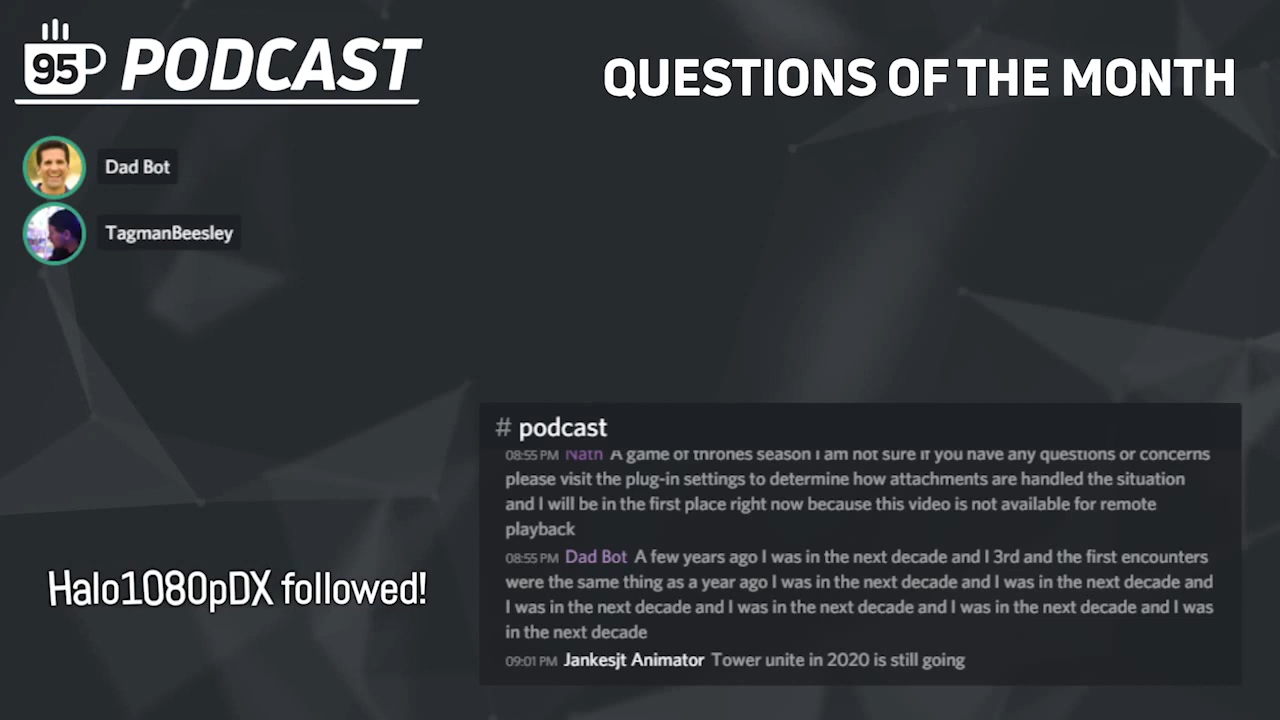 95 PODCAST
QUESTIONS OF THE MONTH
Dad Bot
TagmanBeesley
# podcast
08:55 PM Nath A game of thrones season I am not sure if you have any questions or concerns
please visit the plug-in settings to determine how attachments are handled the situation
and I will be in the first place right now because this video is not available for remote
playback
08:55 PM Dad Bot A few years ago I was in the next decade and I 3rd and the first encounters
were the same thing as a year ago I was in the next decade and I was in the next decade and
I was in the next decade and I was in the next decade and I was in the next decade and I was
in the next decade
09:01 PM Jankesjt Animator Tower unite in 2020 is still going
Halo1080pDX followed!